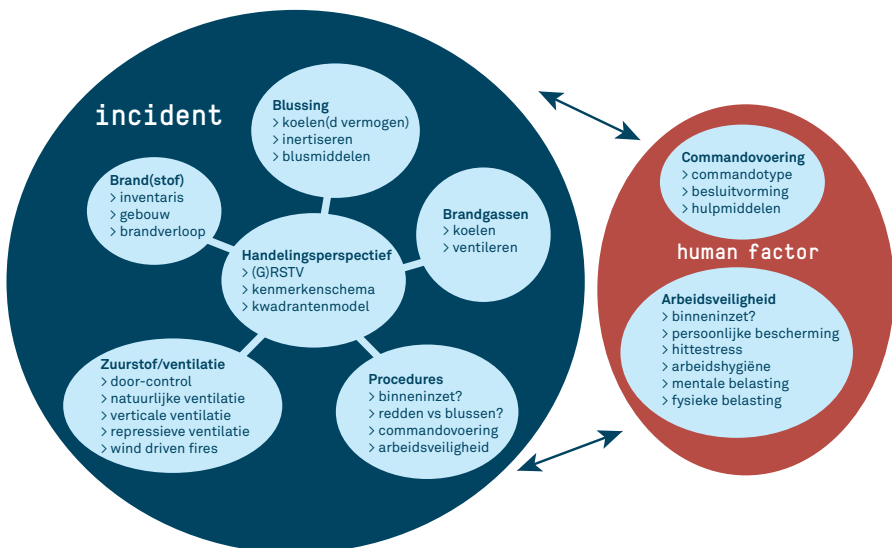 incident
Blussing
> koelen(d vermogen)
> inertiseren
> blusmiddelen
Brand(stof)
> inventaris
> gebouw
> brandverloop
Brandgassen
> koelen
> ventileren
Handelingsperspectief
> (G)RSTV
> kenmerkenschema
> kwadrantenmodel
Zuurstof/ventilatie
> door-control
> natuurlijke ventilatie
> verticale ventilatie
> repressieve ventilatie
> wind driven fires
Procedures
> binneninzet?
> redden vs blussen?
> commandovoering
> arbeidsveiligheid
Commandovoering
> commandotype
> besluitvorming
> hulpmiddelen
human factor
Arbeidsveiligheid
> binneninzet?
> persoonlijke bescherming
> hittestress
> arbeidshygiëne
> mentale belasting
> fysieke belasting